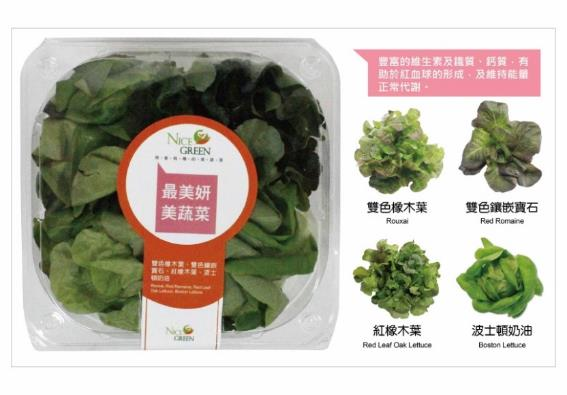 NICE
GREEN
最美妍
美蔬菜
雙色橡木葉、雙色鑲嵌
寶石、紅橡木葉、波士
頓奶油
Rouxai, Red Romaine, Red Leaf
Oak Lettuce, Boston Lettuce
NICE
GREEN
豐富的維生素及鐵質、鈣質，有
助於紅血球的形成，及維持能量
正常代謝。
雙色橡木葉
Rouxai
雙色鑲嵌寶石
Red Romaine
紅橡木葉
Red Leaf Oak Lettuce
波士頓奶油
Boston Lettuce